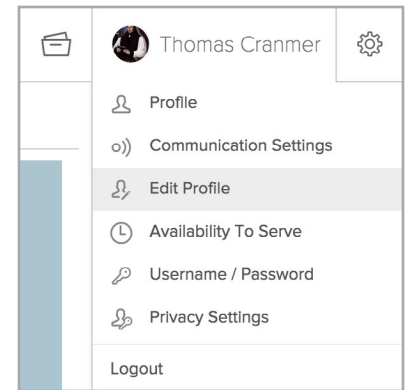 Thomas Cranmer
Profile
Communication Settings
Edit Profile
Availability To Serve
Username / Password
Privacy Settings
Logout